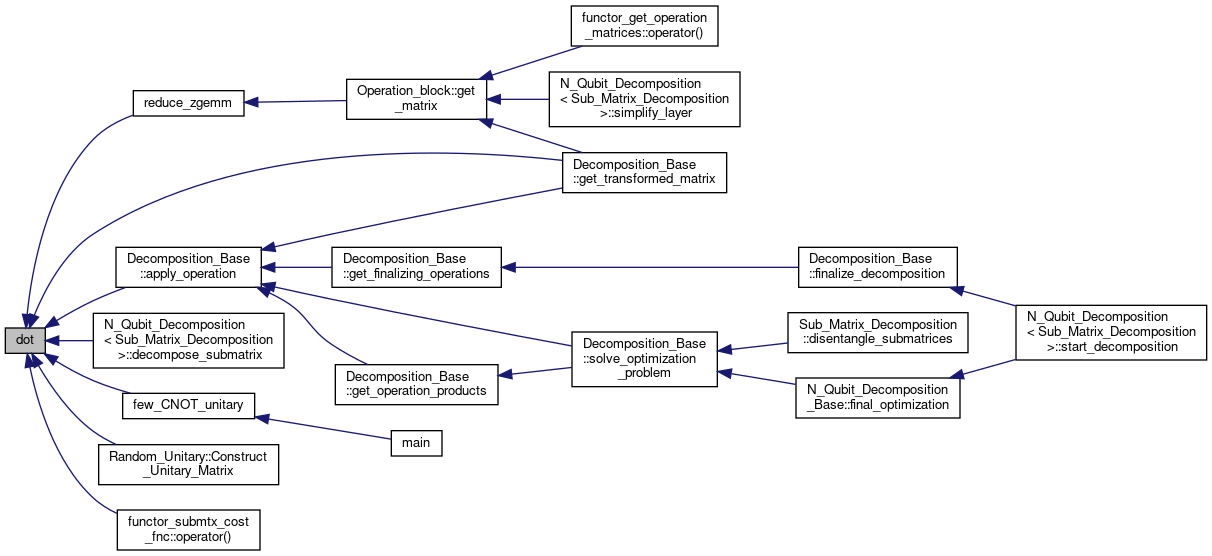 functor_get_operation
_matrices::operator()
N_Qubit_Decomposition
< Sub_Matrix_Decomposition
>::simplify_layer
Operation_block::get
_matrix
reduce_zgemm
Decomposition_Base
::get_transformed_matrix
Decomposition_Base
::apply_operation
Decomposition_Base
::get_finalizing_operations
Decomposition_Base
::finalize_decomposition
N_Qubit_Decomposition
< Sub_Matrix_Decomposition
>::start_decomposition
dot
N_Qubit_Decomposition
< Sub_Matrix_Decomposition
>::decompose_submatrix
Decomposition_Base
::solve_optimization
_problem
Sub_Matrix_Decomposition
::disentangle_submatrices
Decomposition_Base
::get_operation_products
N_Qubit_Decomposition
_Base::final_optimization
few_CNOT_unitary
main
Random_Unitary::Construct
_Unitary_Matrix
functor_submtx_cost
_fnc::operator()